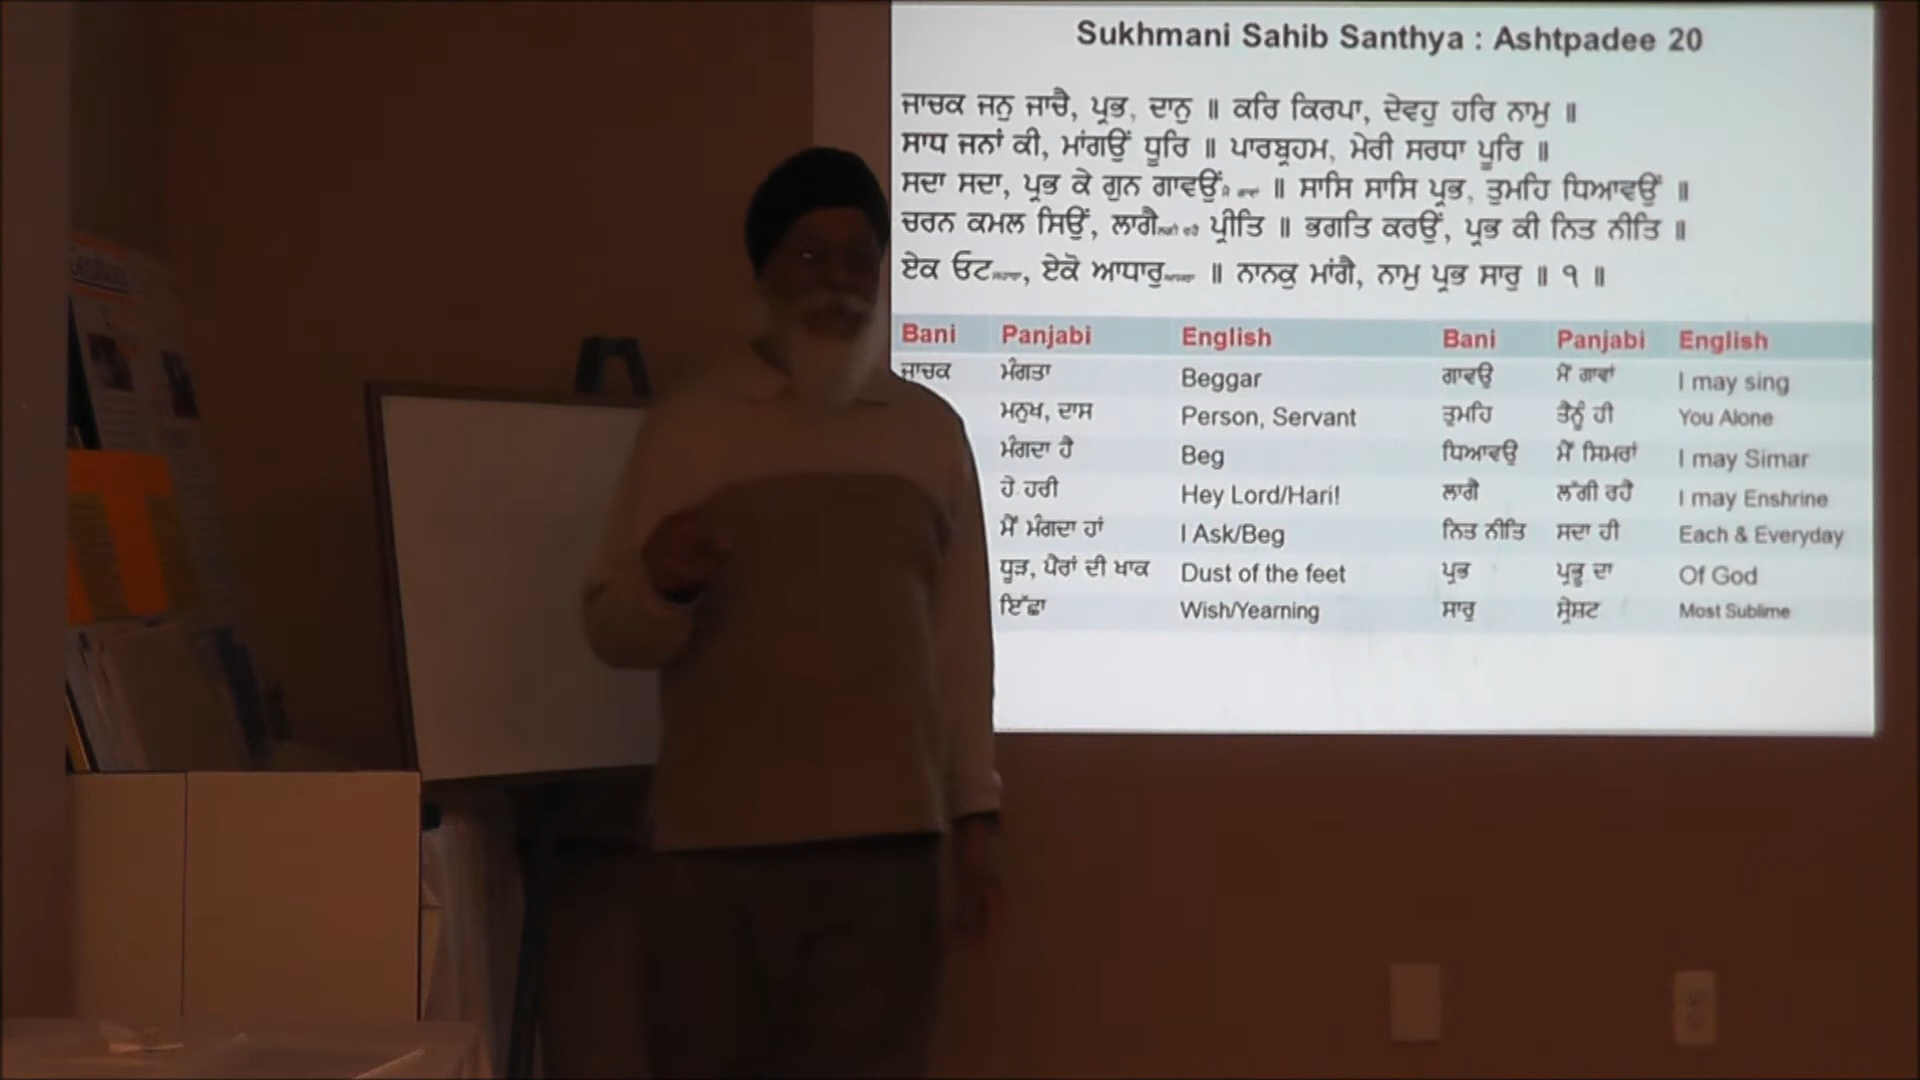 Sukhmani Sahib Santhya : Ashtpadee 20
ਜਾਚਕ ਜਨੁ ਜਾਚੈ, ਪ੍ਰਭ, ਦਾਨੁ ॥ ਕਰਿ ਕਿਰਪਾ, ਦੇਵਹੁ ਹਰਿ ਨਾਮੁ ॥
ਸਾਧ ਜਨਾਂ ਕੀ, ਮਾਂਗਉਂ ਧੂਰਿ ॥ ਪਾਰਬ੍ਰਹਮ, ਮੇਰੀ ਸਰਧਾ ਪੂਰਿ ॥
ਸਦਾ ਸਦਾ, ਪ੍ਰਭ ਕੇ ਗੁਨ ਗਾਵਉਂ ॥ ਸਾਸਿ ਸਾਸਿ ਪ੍ਰਭ, ਤੁਮਹਿ ਧਿਆਵਉਂ ॥
ਚਰਨ ਕਮਲ ਸਿਉਂ, ਲਾਗੈ ਪ੍ਰੀਤਿ ॥ ਭਗਤਿ ਕਰਉਂ, ਪ੍ਰਭ ਕੀ ਨਿਤ ਨੀਤਿ ॥
ਏਕ ਓਟ, ਏਕੋ ਆਧਾਰੁ ॥ ਨਾਨਕੁ ਮਾਂਗੈ, ਨਾਮੁ ਪ੍ਰਭ ਸਾਰੁ ॥ ੧ ॥
Bani Panjabi English Bani Panjabi English
ਜਾਚਕ ਮੰਗਤਾ Beggar ਗਾਵਉ ਮੈਂ ਗਾਵਾਂ I may sing
ਮਨੁਖ, ਦਾਸ Person, Servant ਤੁਮਹਿ ਤੈਨੂੰ ਹੀ You Alone
ਮੰਗਦਾ ਹੈ Beg ਧਿਆਵਉ ਮੈਂ ਸਿਮਰਾਂ I may Simar
ਹੇ ਹਰੀ Hey Lord/Hari! ਲਾਗੈ ਲੱਗੀ ਰਹੈ I may Enshrine
ਮੈਂ ਮੰਗਦਾ ਹਾਂ I Ask/Beg ਨਿਤ ਨੀਤਿ ਸਦਾ ਹੀ Each & Everyday
ਧੂੜ, ਪੈਰਾਂ ਦੀ ਖਾਕ Dust of the feet ਪ੍ਰਭ ਪ੍ਰਭੂ ਦਾ Of God
ਇੱਛਾ Wish/Yearning ਸਾਰੁ ਸ੍ਰੇਸ਼ਟ Most Sublime